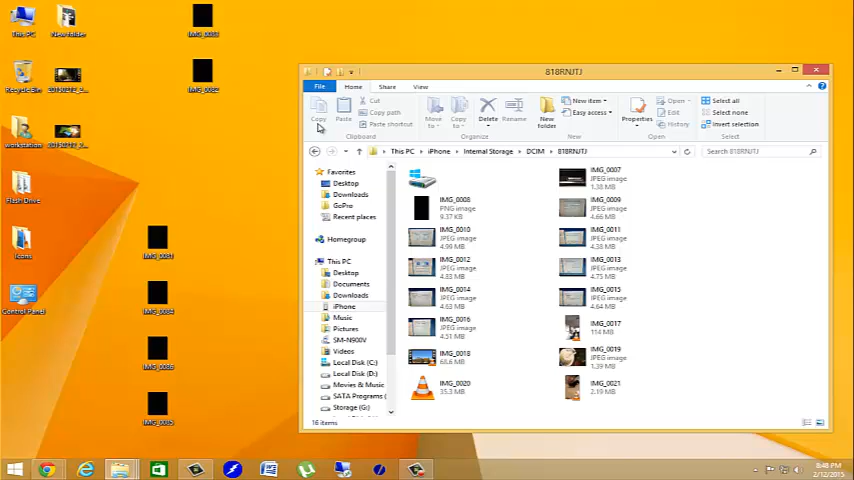 This PC
New folder
Recycle Bin
workstation
Flash Drive
Icons
Control Panel
818RNJTJ
File
Home
Share
View
Copy
Paste
Cut
Copy path
Paste shortcut
Clipboard
Move to
Copy to
Delete
Rename
Organize
New folder
New item
Easy access
New
Properties
Open
Edit
History
Open
Select all
Select none
Invert selection
Select
This PC
iPhone
Internal Storage
DCIM
818RNJTJ
Search 818RNJTJ
Favorites
Desktop
Downloads
GoPro
Recent places
Homegroup
This PC
Desktop
Documents
Downloads
iPhone
Music
Pictures
SM-N900V
Videos
Local Disk (C:)
Local Disk (D:)
Movies & Music
SATA Programs (
Storage (G:)
IMG_0007
JPEG image
1.38 MB
IMG_0008
PNG image
9.37 KB
IMG_0009
JPEG image
4.66 MB
IMG_0010
JPEG image
4.99 MB
IMG_0011
JPEG image
4.38 MB
IMG_0012
JPEG image
4.83 MB
IMG_0013
JPEG image
4.75 MB
IMG_0014
JPEG image
4.63 MB
IMG_0015
JPEG image
4.64 MB
IMG_0016
JPEG image
4.51 MB
IMG_0017
114 MB
IMG_0018
68.6 MB
IMG_0019
JPEG image
1.39 MB
IMG_0020
35.3 MB
IMG_0021
2.19 MB
16 items
8:48 PM
2/12/2015